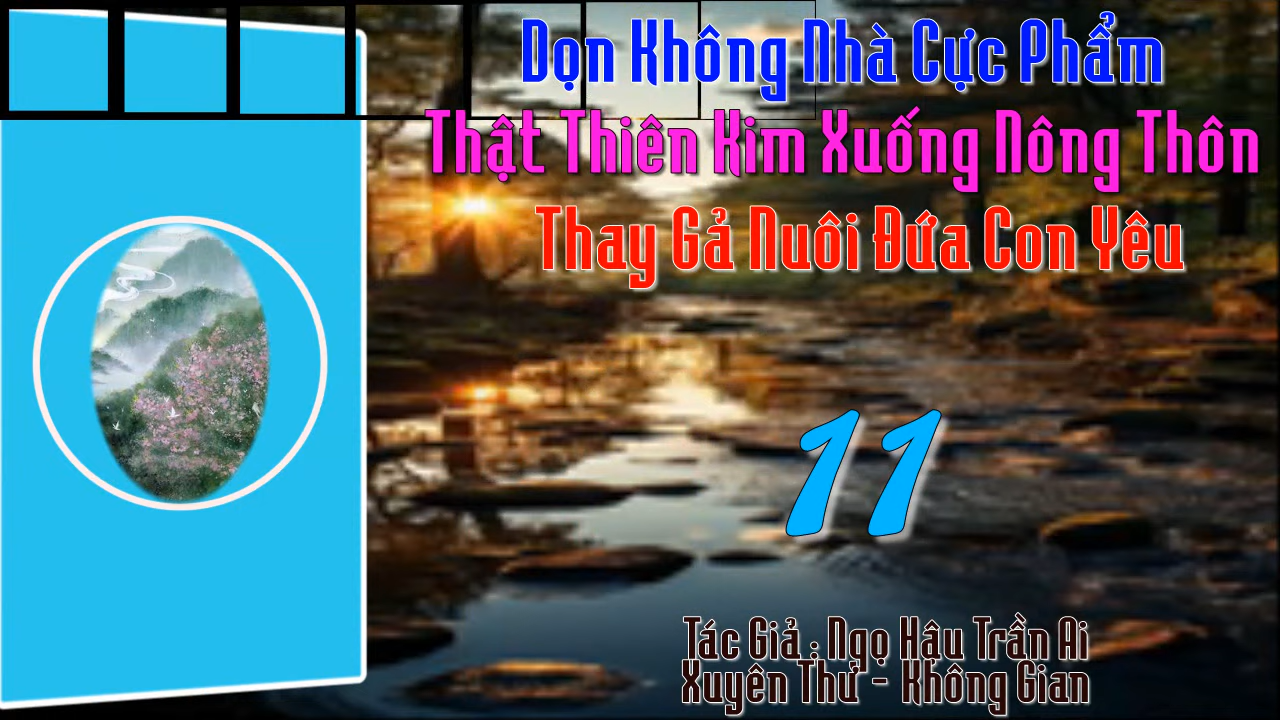 Dọn Không Nhà Cực Phẩm
Thật Thiên Kim Xuống Nông Thôn
Thay Gả Nuôi Đứa Con Yêu
11
Tác Giả : Ngọ Hậu Trần Ai
Xuyên Thư - Không Gian